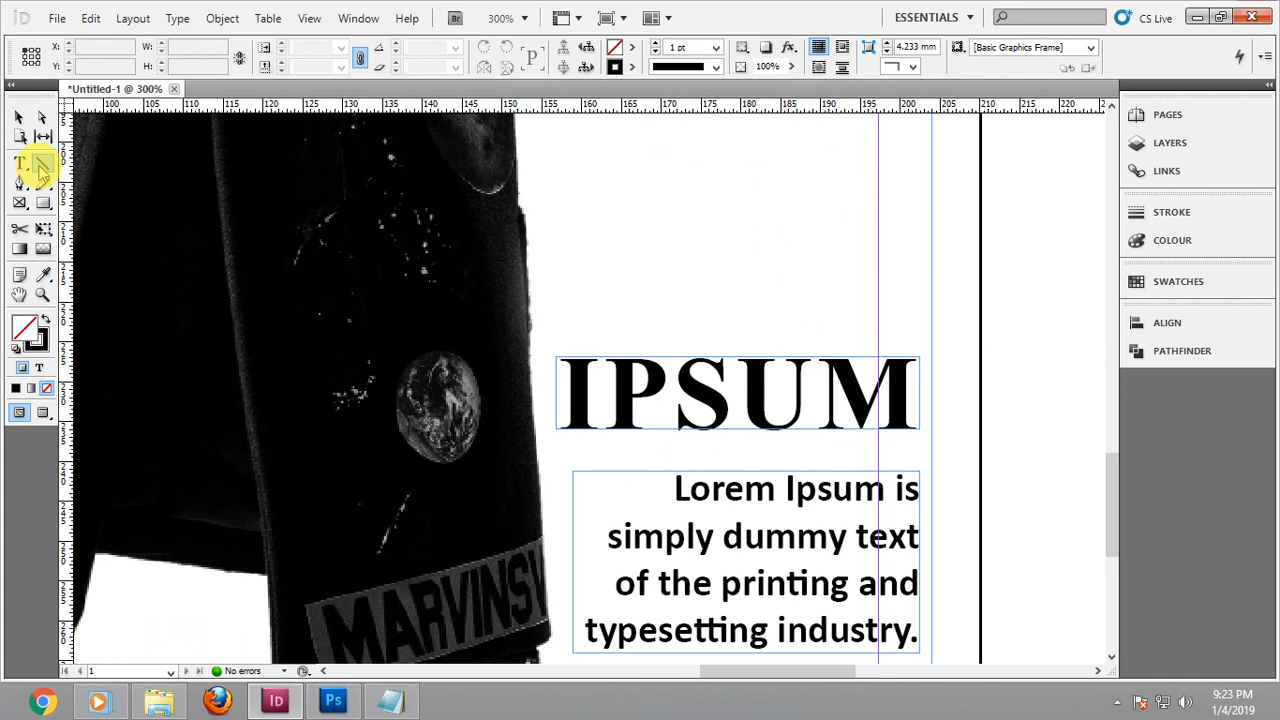 Id File Edit Layout Type Object Table View Window Help Br 300% ESSENTIALS CS Live
X: W: 1 pt 4.233 mm [Basic Graphics Frame]
Y: H: 100%
*Untitled-1 @ 300%
100 105 110 115 120 125 130 135 140 145 150 155 160 165 170 175 180 185 190 195 200 205 210 215 220
PAGES
LAYERS
LINKS
STROKE
COLOUR
SWATCHES
ALIGN
PATHFINDER
IPSUM
Lorem Ipsum is
simply dummy text
of the printing and
typesetting industry.
MARVINS
1 No errors
Id Ps 9:23 PM
1/4/2019